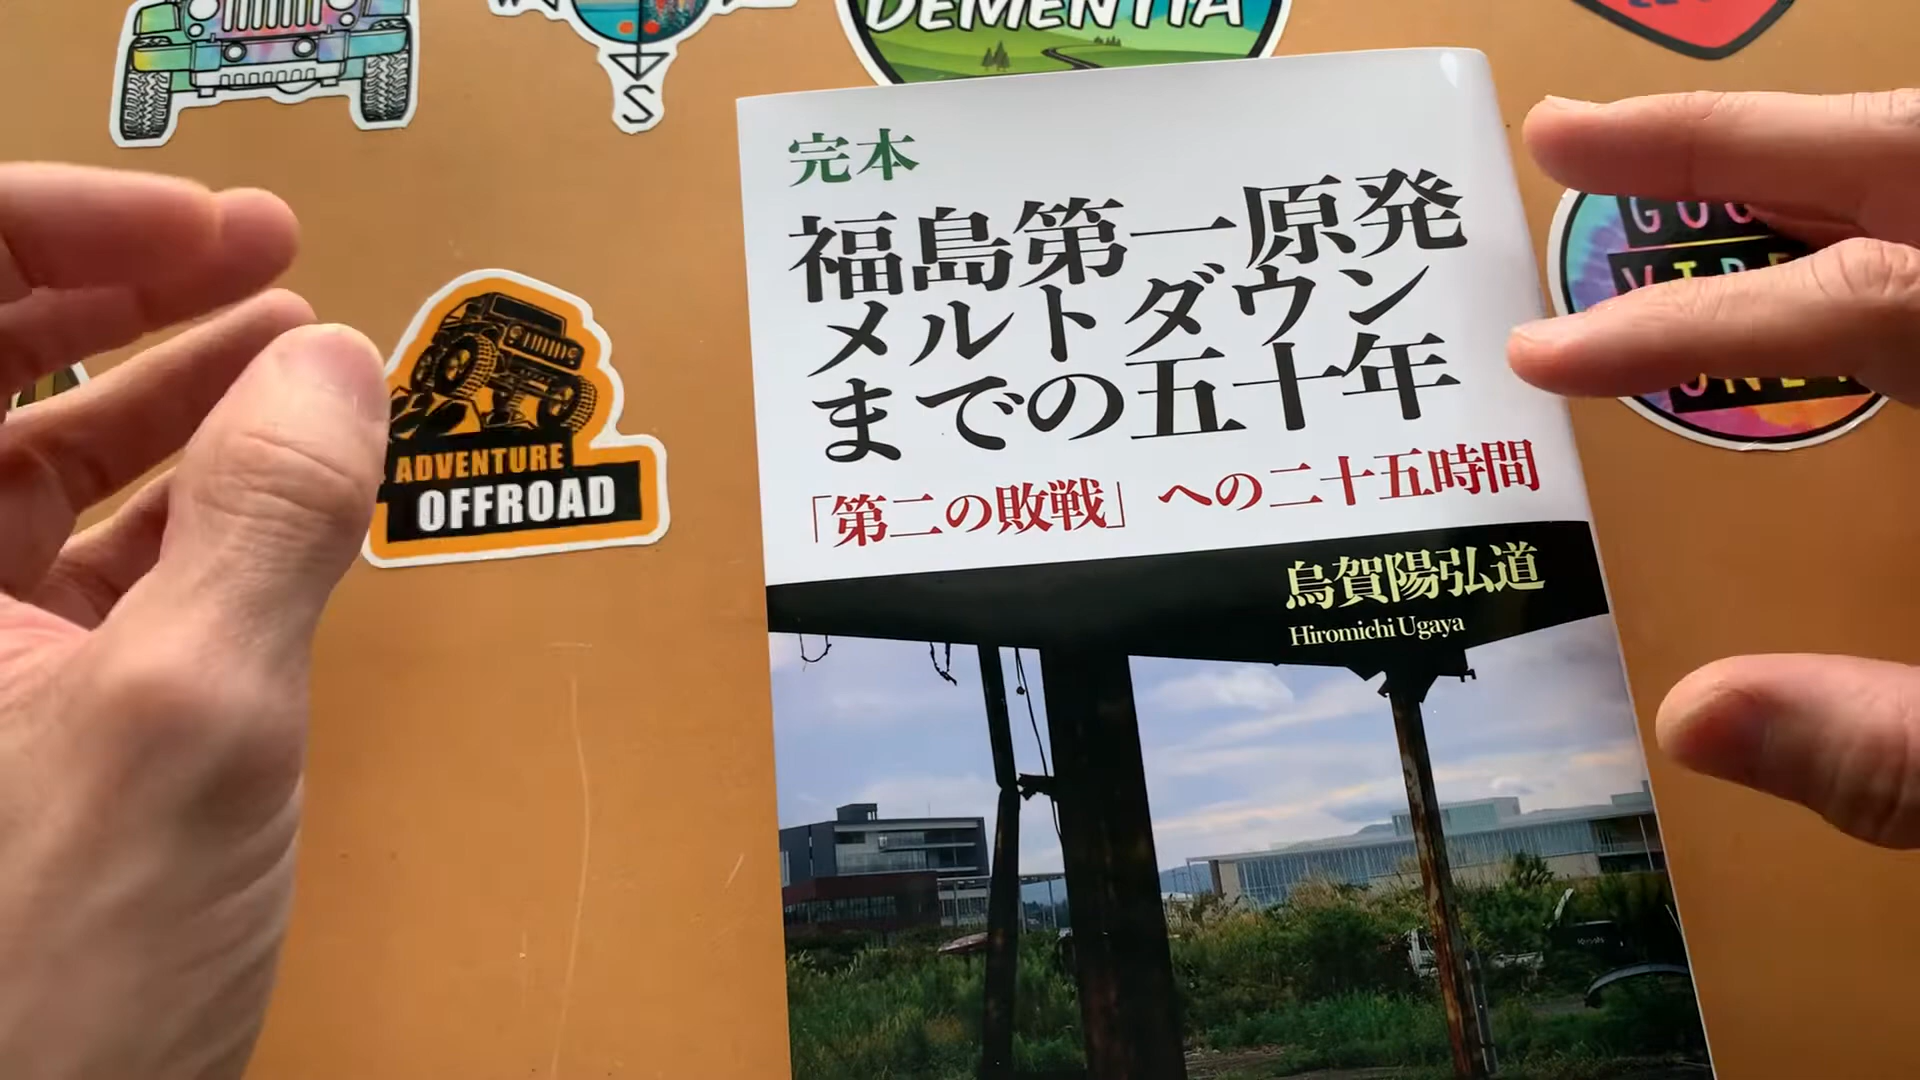 S
DEMENTIA
完本
福島第一原発
メルトダウン
までの五十年
「第二の敗戦」への二十五時間
烏賀陽弘道
Hiromichi Ugaya
ADVENTURE
OFFROAD